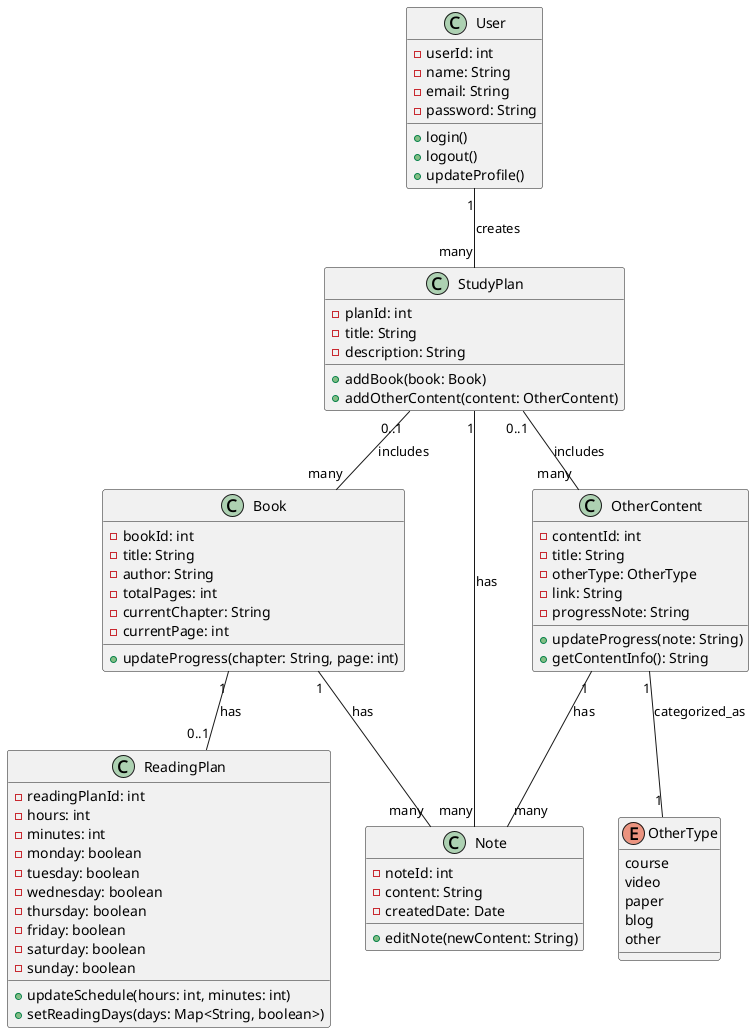 C User
userId: int
name: String
email: String
password: String
login()
logout()
updateProfile()
1
creates
many
C StudyPlan
planId: int
title: String
description: String
addBook(book: Book)
addOtherContent(content: OtherContent)
0..1
1
0..1
includes
includes
many
many
C Book
bookId: int
title: String
author: String
totalPages: int
currentChapter: String
currentPage: int
updateProgress(chapter: String, page: int)
has
C OtherContent
contentId: int
title: String
otherType: OtherType
link: String
progressNote: String
updateProgress(note: String)
getContentInfo(): String
1
1
1
1
has
has
has
categorized_as
0..1
many
many
many
1
C ReadingPlan
readingPlanId: int
hours: int
minutes: int
monday: boolean
tuesday: boolean
wednesday: boolean
thursday: boolean
friday: boolean
saturday: boolean
sunday: boolean
updateSchedule(hours: int, minutes: int)
setReadingDays(days: Map<String, boolean>)
C Note
noteId: int
content: String
createdDate: Date
editNote(newContent: String)
E OtherType
course
video
paper
blog
other